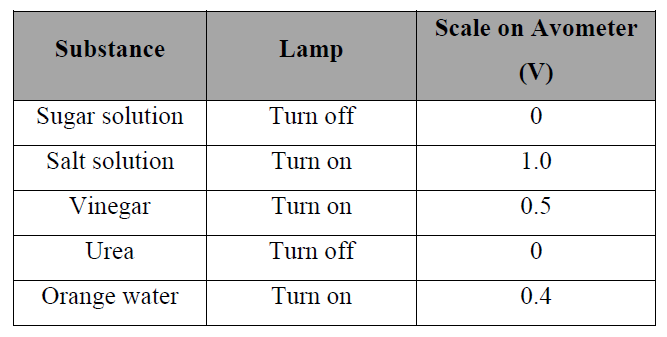 Substance Lamp Scale on Avometer (V)
Sugar solution Turn off 0
Salt solution Turn on 1.0
Vinegar Turn on 0.5
Urea Turn off 0
Orange water Turn on 0.4